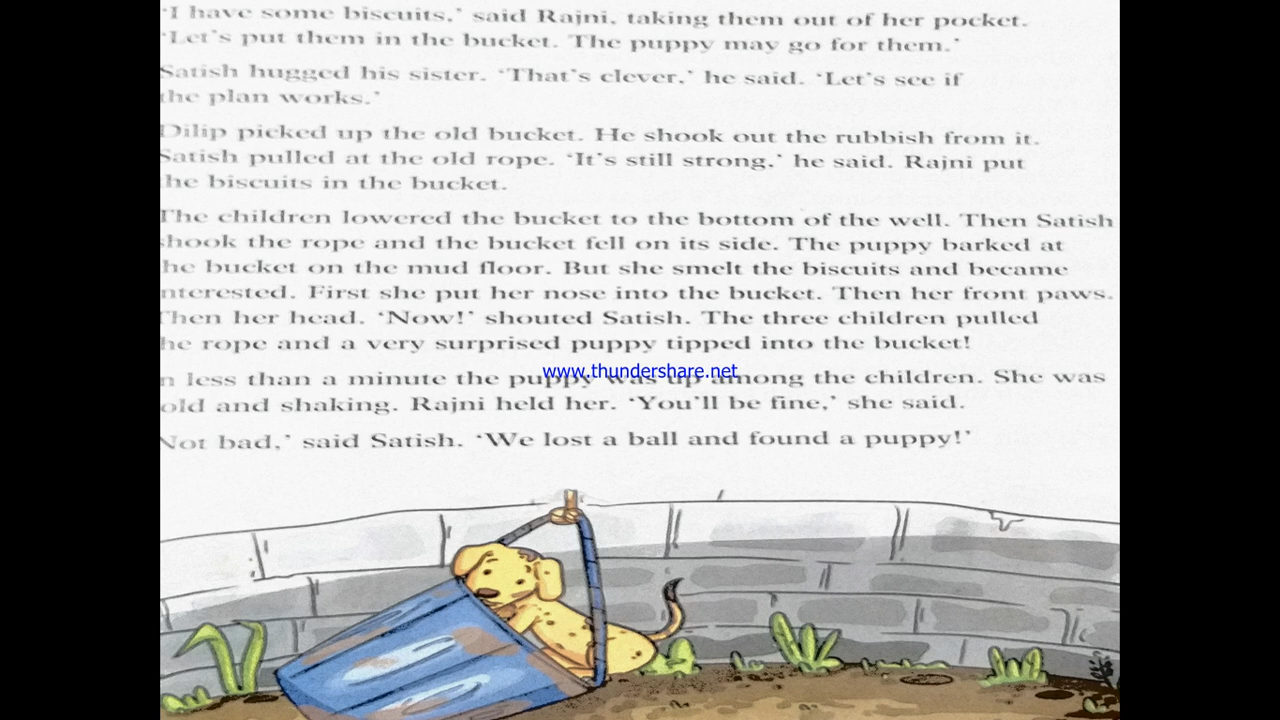 'I have some biscuits,' said Rajni, taking them out of her pocket.
'Let's put them in the bucket. The puppy may go for them.'
Satish hugged his sister. 'That's clever,' he said. 'Let's see if
the plan works.'
Dilip picked up the old bucket. He shook out the rubbish from it.
Satish pulled at the old rope. 'It's still strong,' he said. Rajni put
he biscuits in the bucket.
The children lowered the bucket to the bottom of the well. Then Satish
hook the rope and the bucket fell on its side. The puppy barked at
he bucket on the mud floor. But she smelt the biscuits and became
nterested. First she put her nose into the bucket. Then her front paws.
Then her head. 'Now!' shouted Satish. The three children pulled
he rope and a very surprised puppy tipped into the bucket!
n less than a minute the puppy was up among the children. She was
www.thundershare.net
old and shaking. Rajni held her. 'You'll be fine,' she said.
Not bad,' said Satish. 'We lost a ball and found a puppy!'